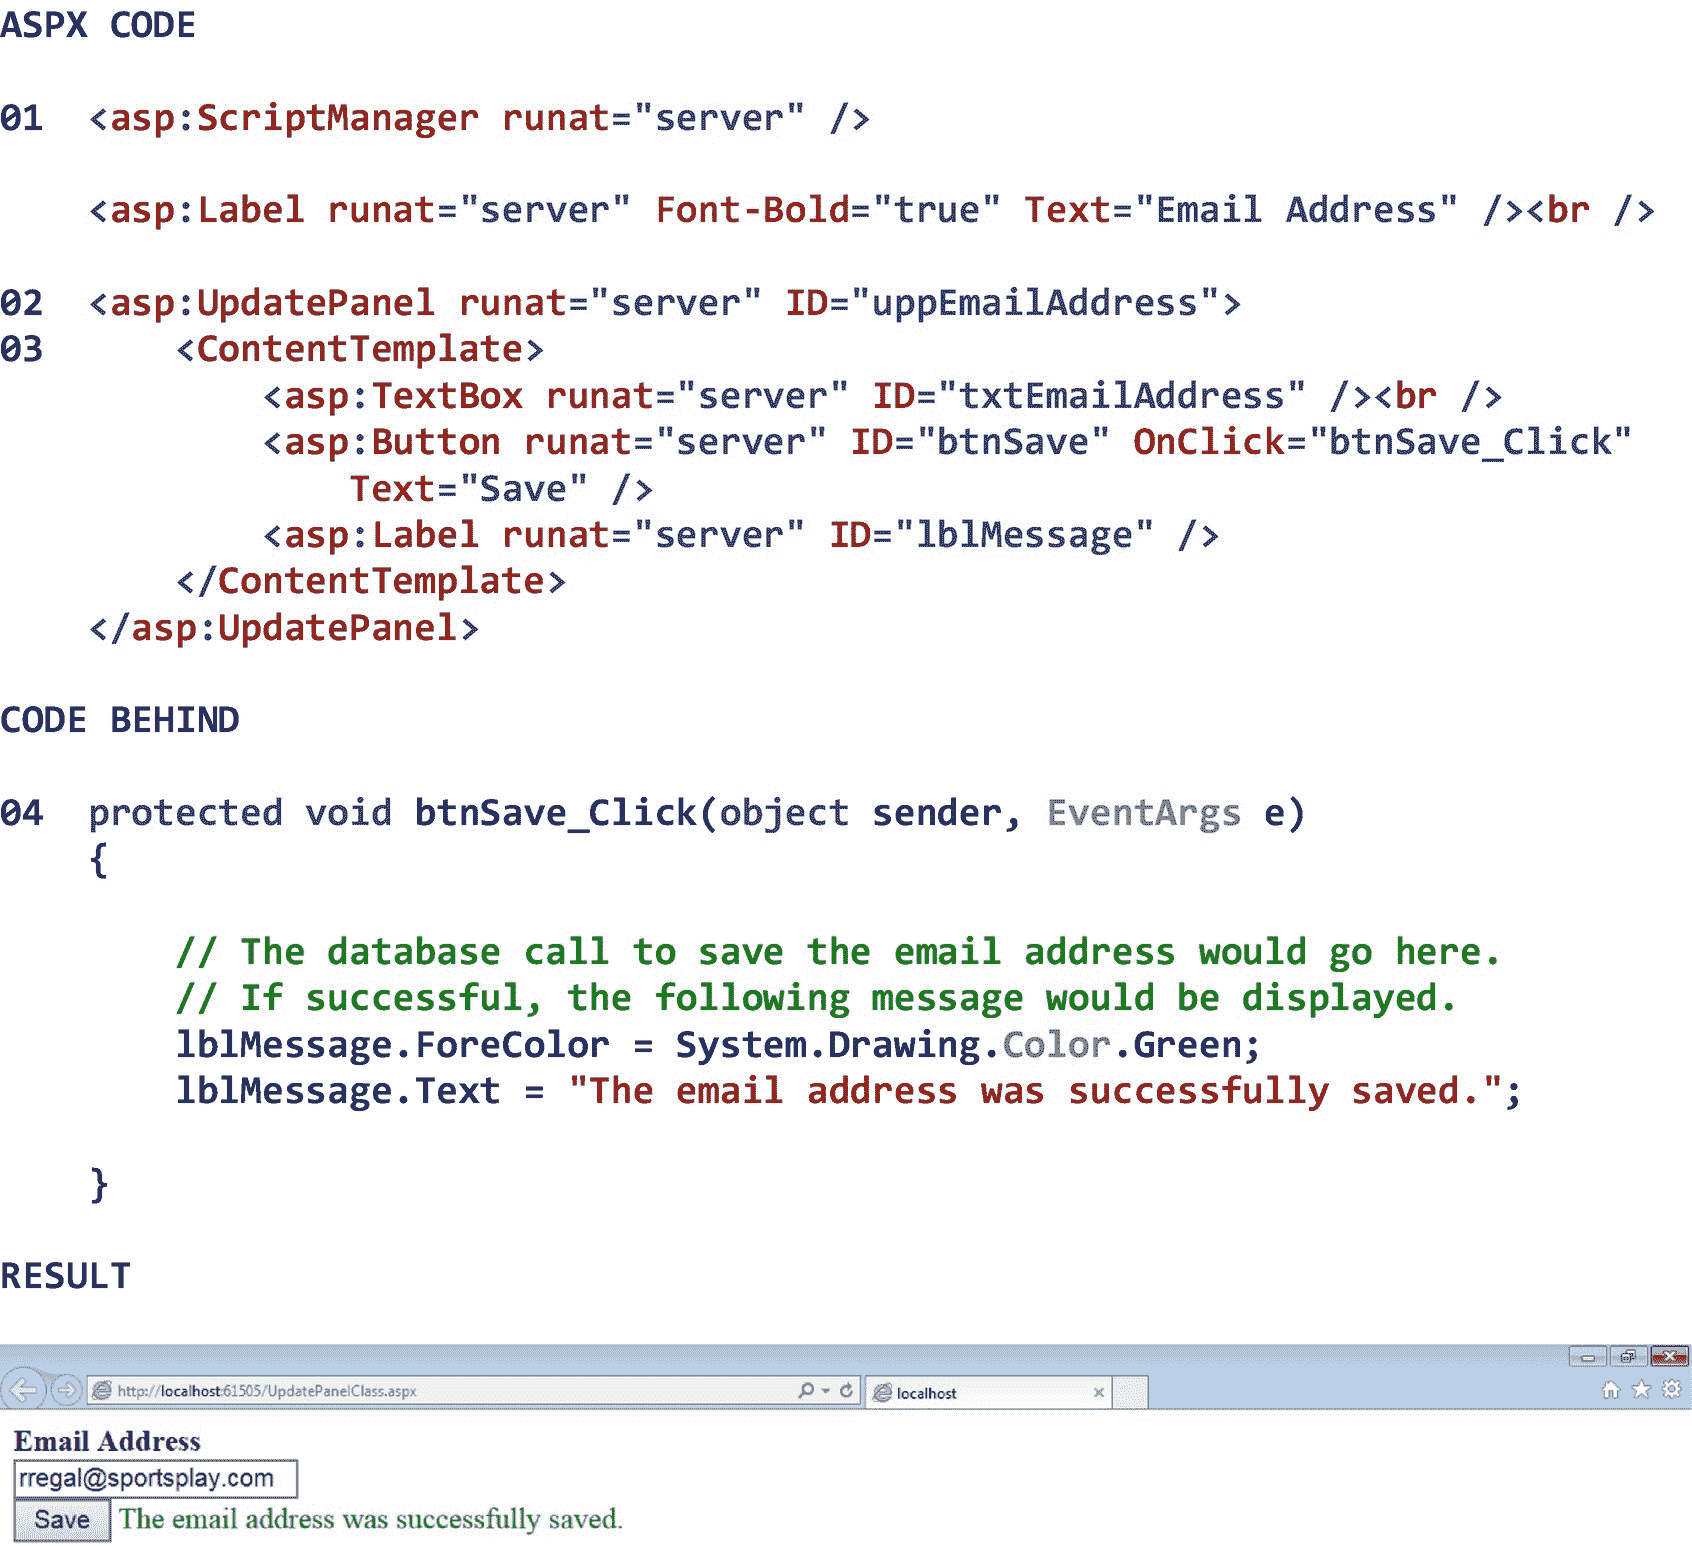 ASPX CODE
01 <asp:ScriptManager runat="server" />
<asp:Label runat="server" Font-Bold="true" Text="Email Address" /><br />
02 <asp:UpdatePanel runat="server" ID="uppEmailAddress">
03 <ContentTemplate>
<asp:TextBox runat="server" ID="txtEmailAddress" /><br />
<asp:Button runat="server" ID="btnSave" OnClick="btnSave_Click"
Text="Save" />
<asp:Label runat="server" ID="lblMessage" />
</ContentTemplate>
</asp:UpdatePanel>
CODE BEHIND
04 protected void btnSave_Click(object sender, EventArgs e)
{
// The database call to save the email address would go here.
// If successful, the following message would be displayed.
lblMessage.ForeColor = System.Drawing.Color.Green;
lblMessage.Text = "The email address was successfully saved.";
}
RESULT
http://localhost:61505/UpdatePanelClass.aspx localhost
Email Address
rregal@sportsplay.com
Save The email address was successfully saved.